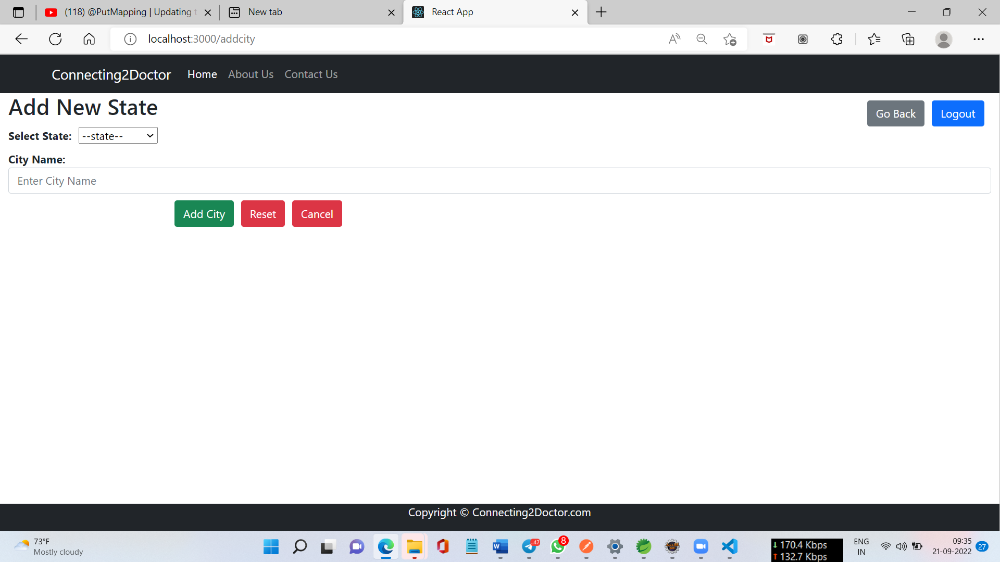 (118) @PutMapping | Updating
New tab
React App
localhost:3000/addcity
Connecting2Doctor
Home
About Us
Contact Us
Add New State
Go Back
Logout
Select State:
--state--
City Name:
Enter City Name
Add City
Reset
Cancel
Copyright © Connecting2Doctor.com
73°F
Mostly cloudy
.47
8
170.4 Kbps
132.7 Kbps
ENG
IN
09:35
21-09-2022
27